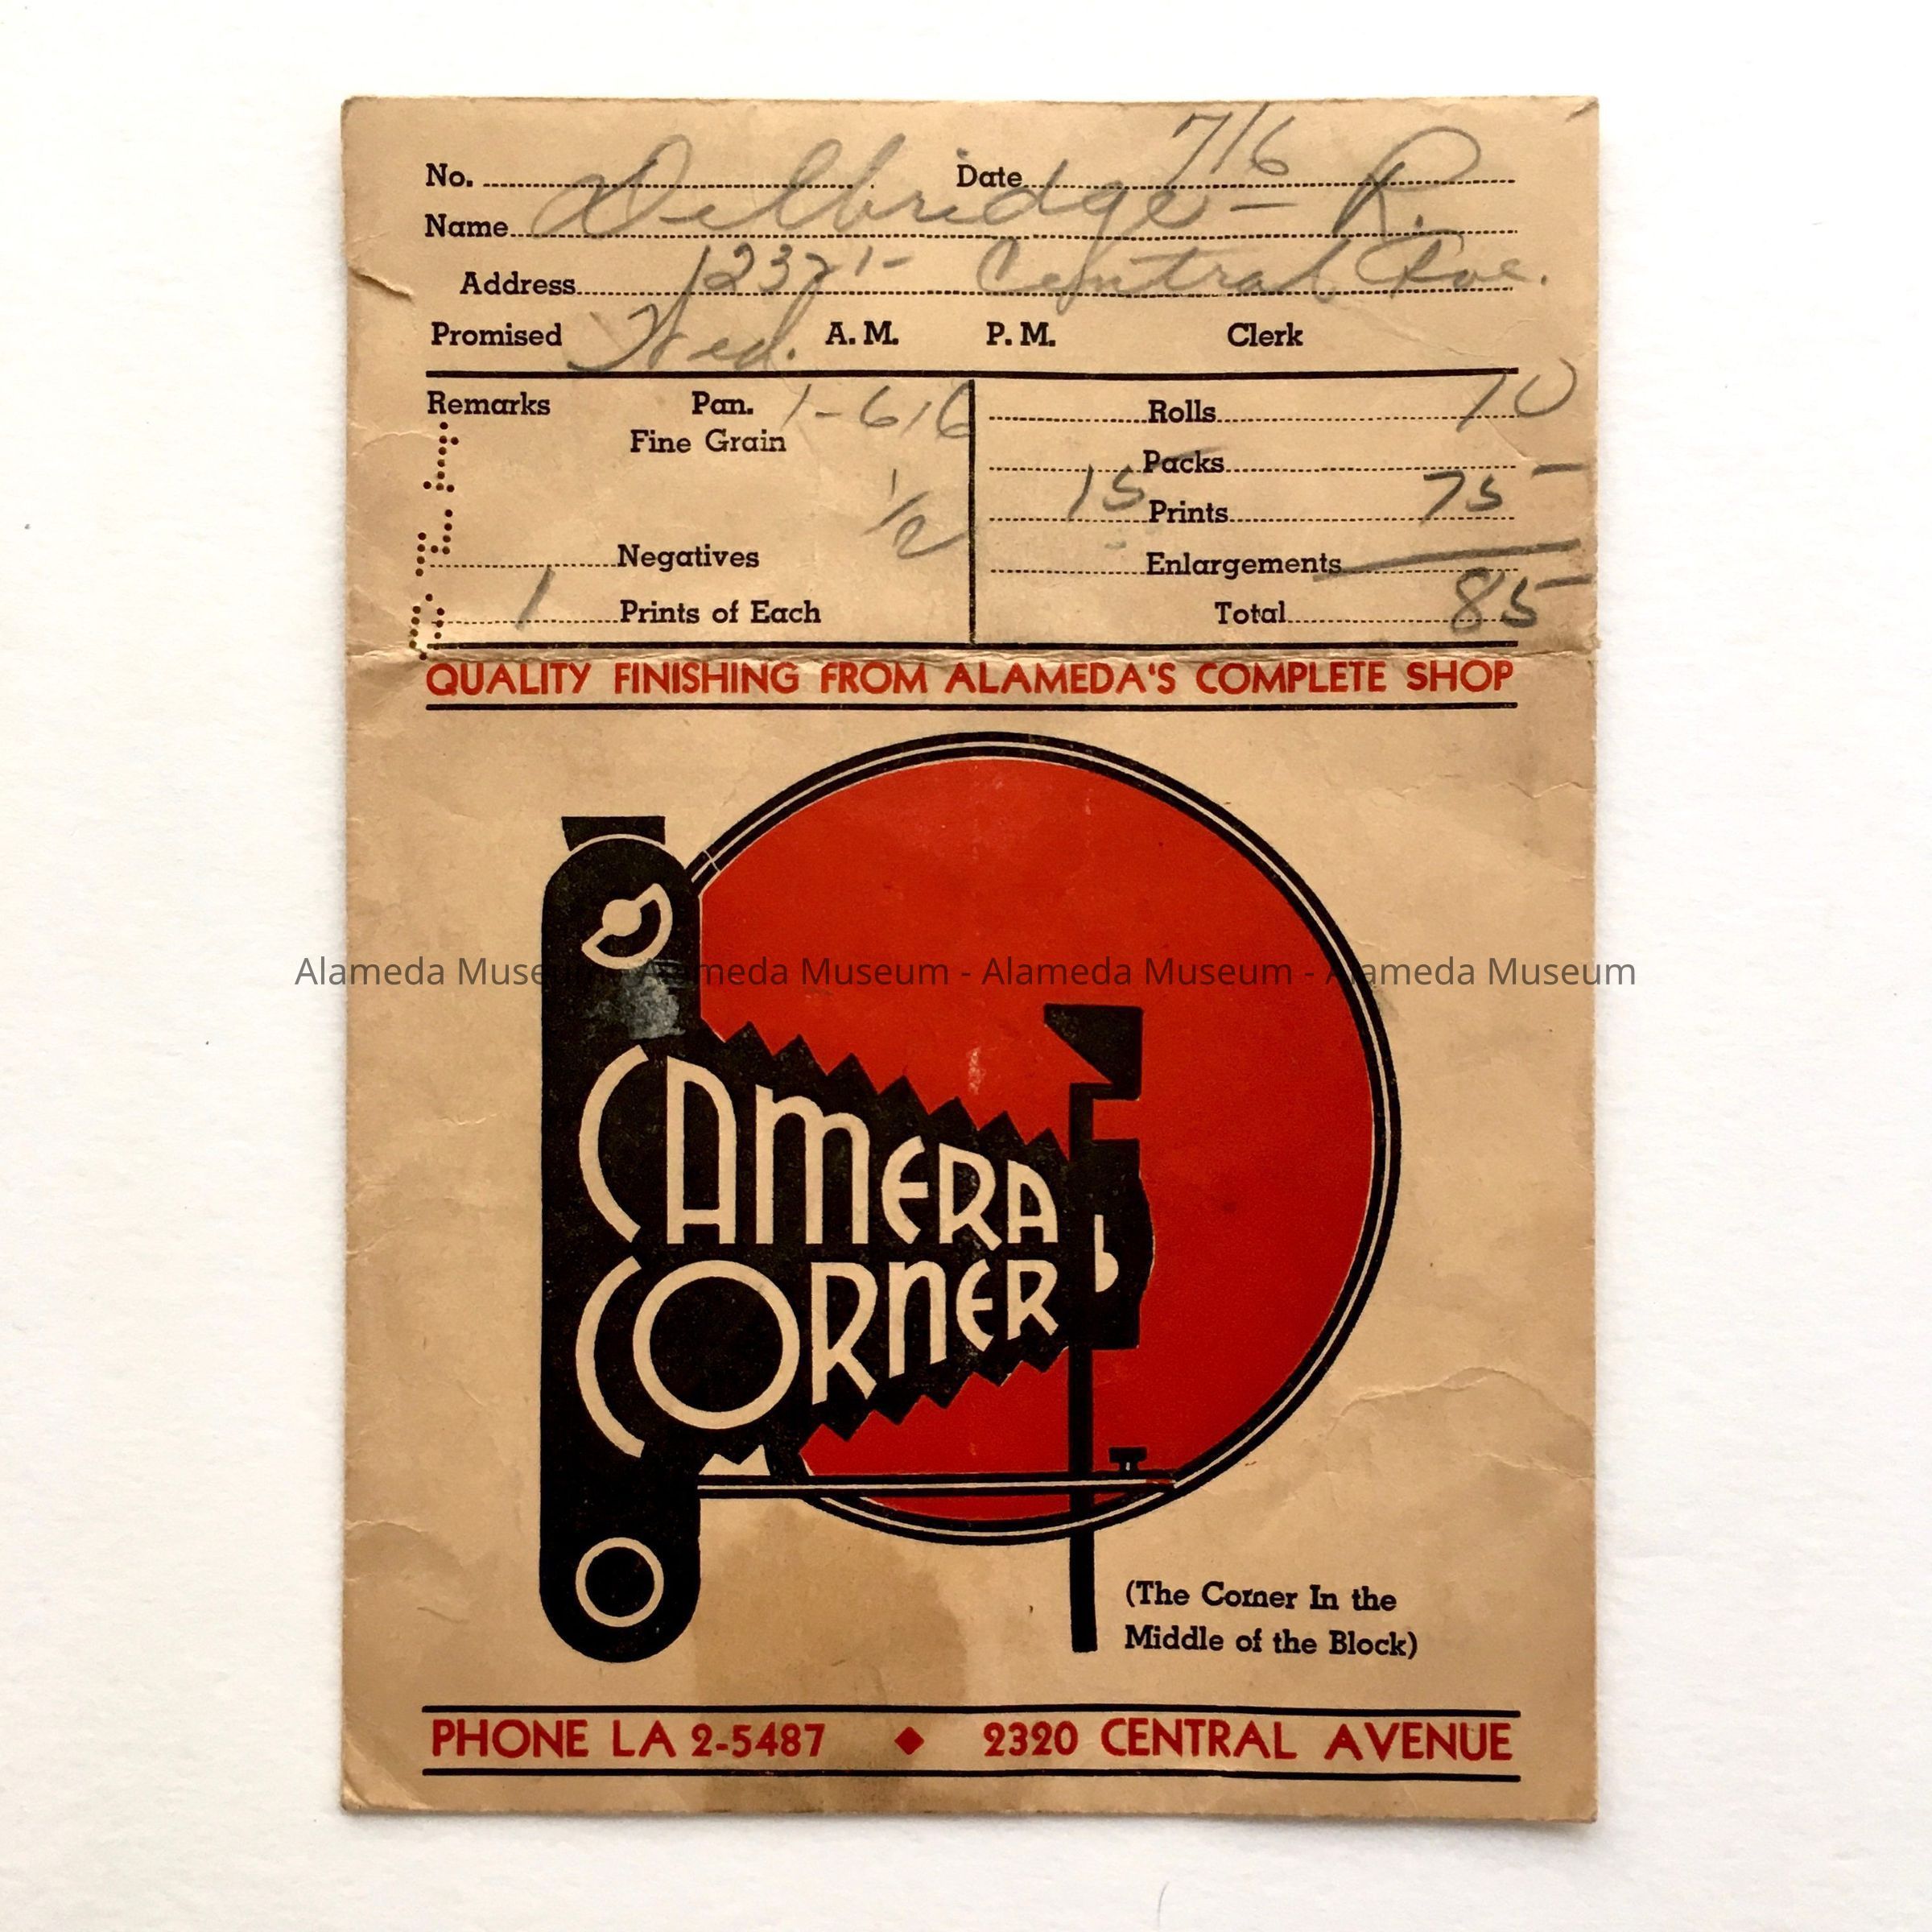 7/6
No. Date
Name Delbridge - R.
Address 2321- Central Ave.
Promised Wed. A.M. P.M. Clerk
Remarks Pan. 1-616 Rolls 10
Fine Grain
Packs
1/2 15 Prints 75
Negatives Enlargements
1 Prints of Each Total 85
QUALITY FINISHING FROM ALAMEDA'S COMPLETE SHOP
Alameda Museum - Alameda Museum - Alameda Museum - Alameda Museum
CAMERA
CORNER
(The Corner In the
Middle of the Block)
PHONE LA 2-5487 ◆ 2320 CENTRAL AVENUE